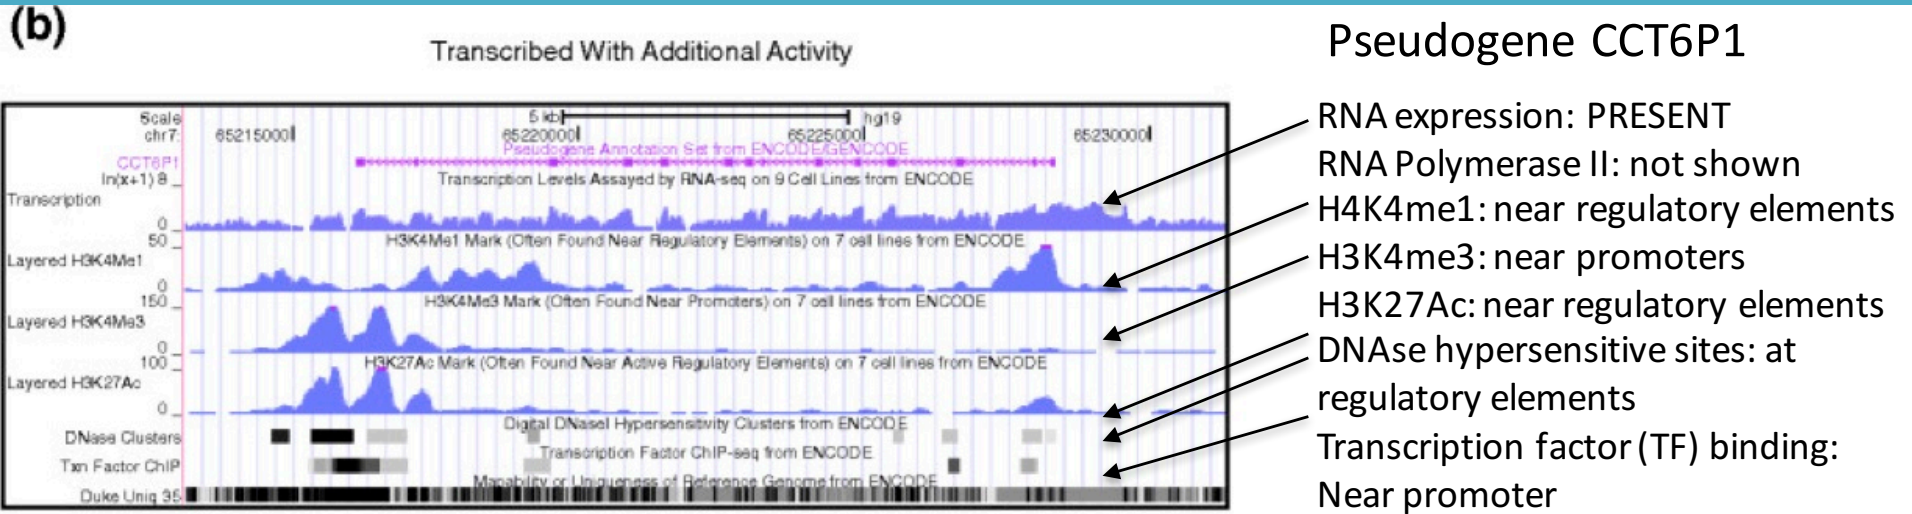 (b)
Transcribed With Additional Activity
Pseudogene CCT6P1
Scale
5 kb
hg19
chr7:
65215000
65220000
65225000
65230000
Pseudogene Annotation Set from ENCODE/GENCODE
CCT6P1
ln(x+1) 8
Transcription Levels Assayed by RNA-seq on 9 Cell Lines from ENCODE
Transcription
0
50
H3K4Me1 Mark (Often Found Near Regulatory Elements) on 7 cell lines from ENCODE
Layered H3K4Me1
0
150
H3K4Me3 Mark (Often Found Near Promoters) on 7 cell lines from ENCODE
Layered H3K4Me3
0
100
H3K27Ac Mark (Often Found Near Active Regulatory Elements) on 7 cell lines from ENCODE
Layered H3K27Ac
0
Digital DNaseI Hypersensitivity Clusters from ENCODE
DNase Clusters
Transcription Factor ChIP-seq from ENCODE
Txn Factor ChIP
Mapability or Uniqueness of Reference Genome from ENCODE
Duke Uniq 35
RNA expression: PRESENT
RNA Polymerase II: not shown
H4K4me1: near regulatory elements
H3K4me3: near promoters
H3K27Ac: near regulatory elements
DNAse hypersensitive sites: at
regulatory elements
Transcription factor (TF) binding:
Near promoter